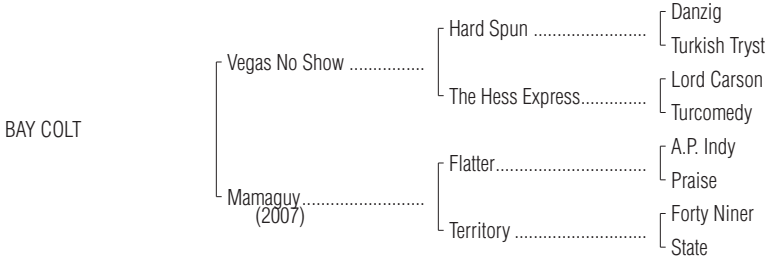 Danzig
Hard Spun ........................
Turkish Tryst
Vegas No Show ................
Lord Carson
The Hess Express..............
Turcomedy
BAY COLT
A.P. Indy
Flatter................................
Praise
Mamaguy..........................
(2007)
Forty Niner
Territory ............................
State